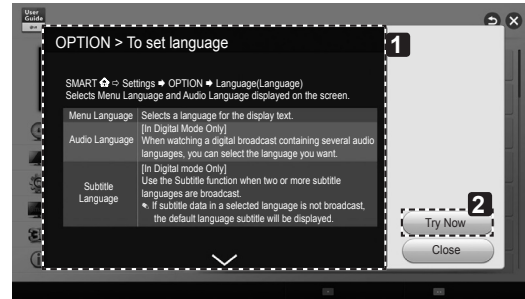 User
Guide
OPTION > To set language
1
SMART ⇨ Settings ➡ OPTION ➡ Language(Language)
Selects Menu Language and Audio Language displayed on the screen.
Menu Language Selects a language for the display text.
Audio Language [In Digital Mode Only]
When watching a digital broadcast containing several audio
languages, you can select the language you want.
Subtitle
Language
[In Digital mode Only]
Use the Subtitle function when two or more subtitle
languages are broadcast.
If subtitle data in a selected language is not broadcast,
the default language subtitle will be displayed.
2
Try Now
Close